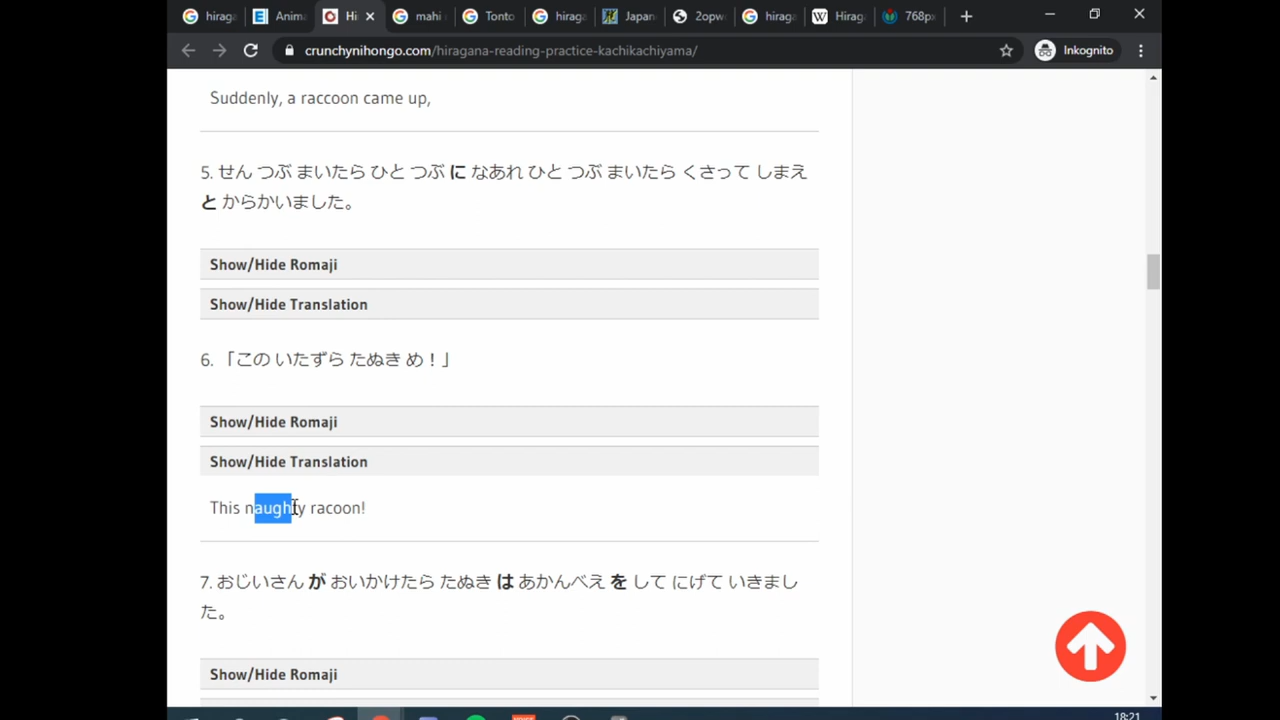 hirag
Anim
Hi
mahi
Tonto
hirag
Japan
2opw
hirag
Hirag
768p
crunchynihongo.com/hiragana-reading-practice-kachikachiyama/
Inkognito
Suddenly, a raccoon came up,
5. せん つぶ まいたら ひと つぶ に なあれ ひと つぶ まいたら くさって しまえ
と からかいました。
Show/Hide Romaji
Show/Hide Translation
6. 「この いたずら たぬき め！」
Show/Hide Romaji
Show/Hide Translation
This naughty racoon!
7. おじいさん が おいかけたら たぬき は あかんべえ を して にげて いきまし
た。
Show/Hide Romaji
18:21